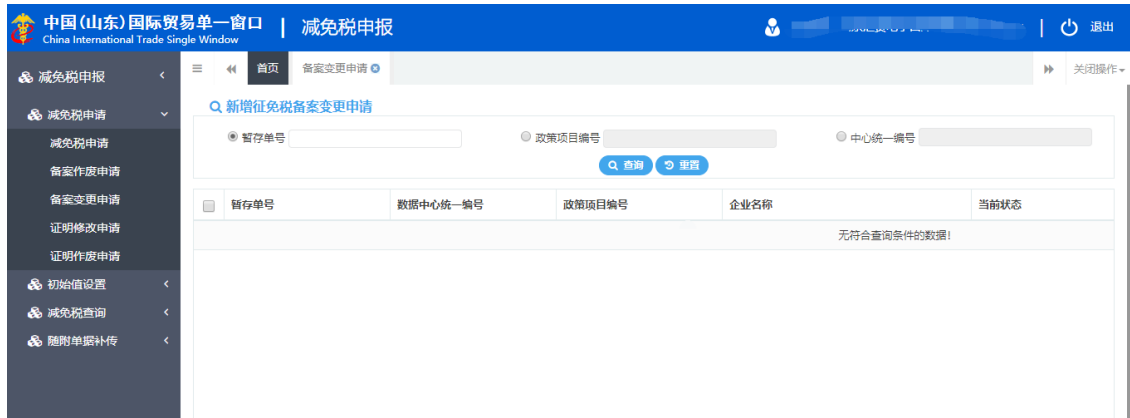 中国(山东)国际贸易单一窗口 | 减免税申报
China International Trade Single Window
退出
减免税申报
首页 备案变更申请 关闭操作
减免税申请
减免税申请
备案作废申请
备案变更申请
证明修改申请
证明作废申请
初始值设置
减免税查询
随附单据补传
新增征免税备案变更申请
暂存单号 政策项目编号 中心统一编号
查询 重置
暂存单号 数据中心统一编号 政策项目编号 企业名称 当前状态
无符合查询条件的数据!